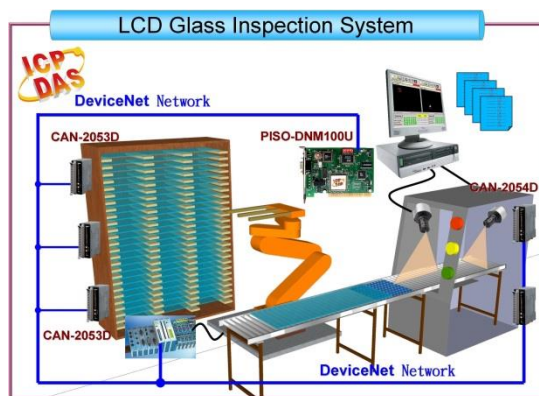 LCD Glass Inspection System
ICP
DAS
DeviceNet Network
CAN-2053D
PISO-DNM100U
CAN-2054D
CAN-2053D
DeviceNet Network